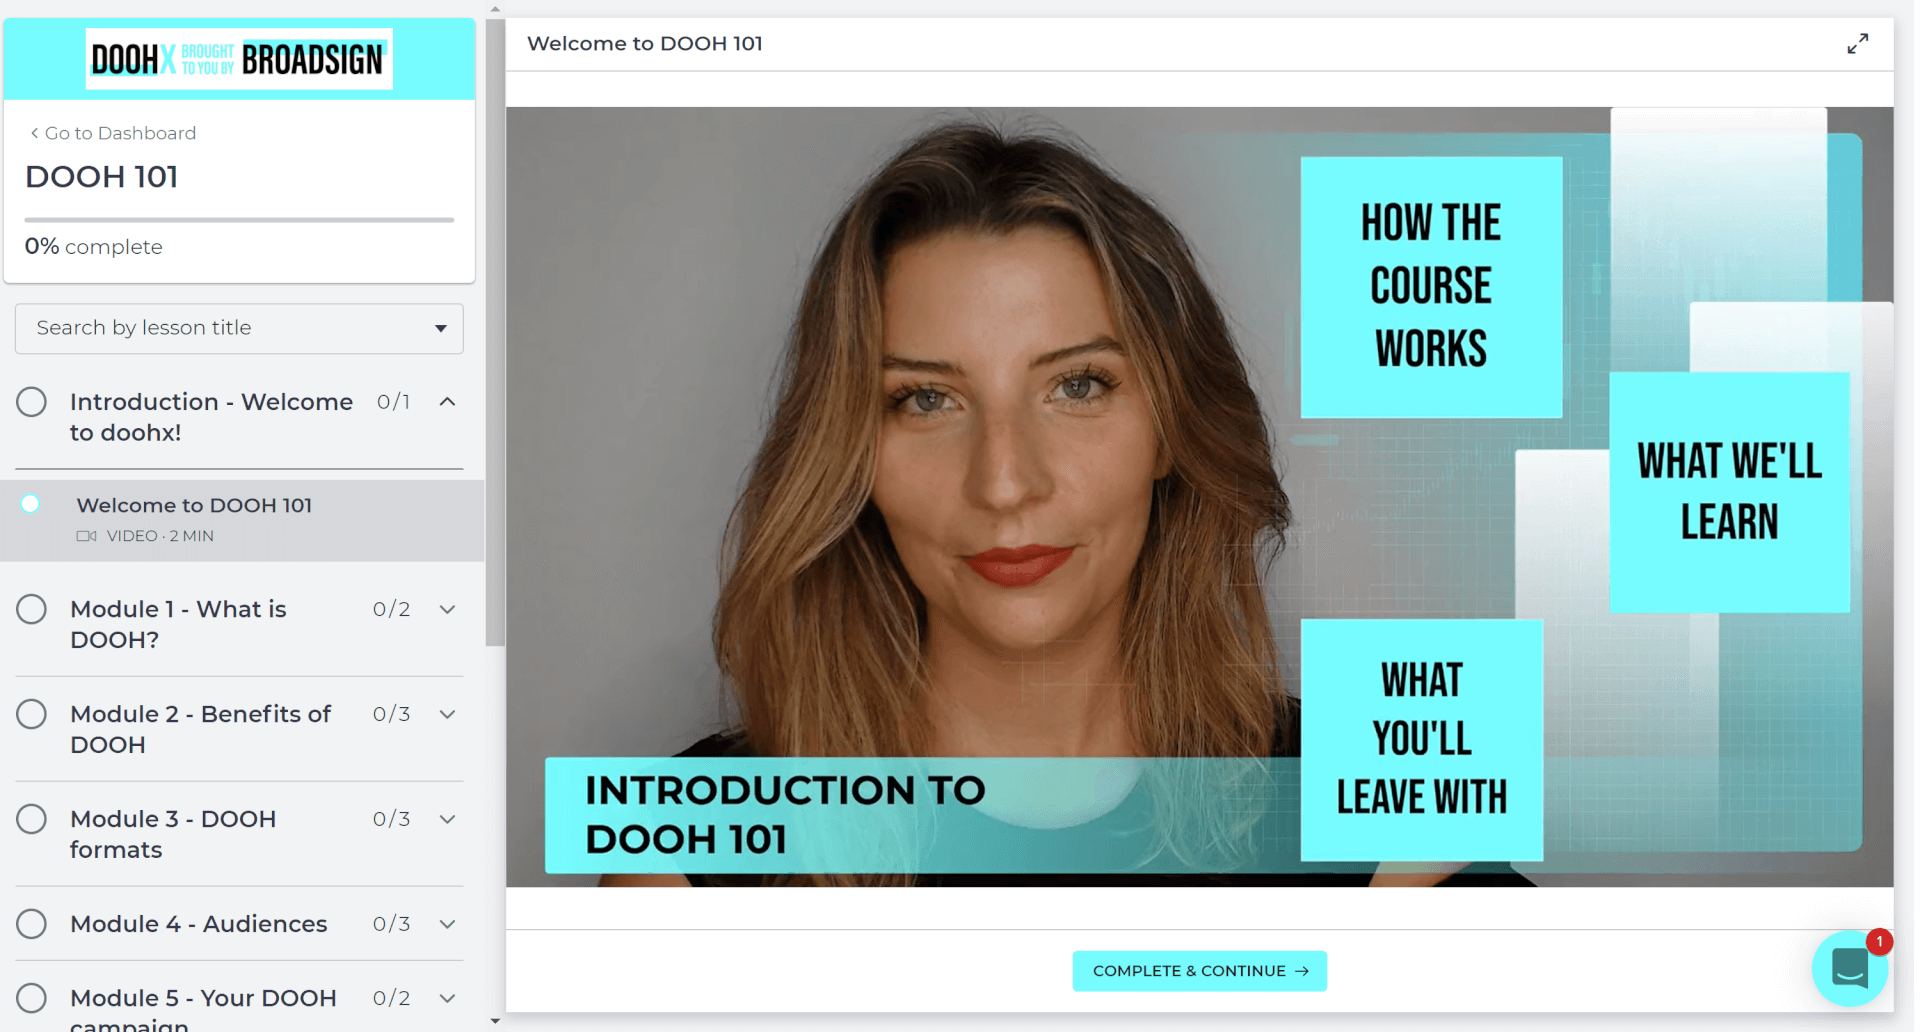 DOOHX BROUGHT TO YOU BY BROADSIGN
Go to Dashboard
DOOH 101
0% complete
Search by lesson title
Introduction - Welcome 0/1
to doohx!
Welcome to DOOH 101
VIDEO · 2 MIN
Module 1 - What is 0/2
DOOH?
Module 2 - Benefits of 0/3
DOOH
Module 3 - DOOH 0/3
formats
Module 4 - Audiences 0/3
Module 5 - Your DOOH 0/2
campaign
Welcome to DOOH 101
HOW THE
COURSE
WORKS
WHAT WE'LL
LEARN
WHAT
YOU'LL
LEAVE WITH
INTRODUCTION TO
DOOH 101
COMPLETE & CONTINUE →
1